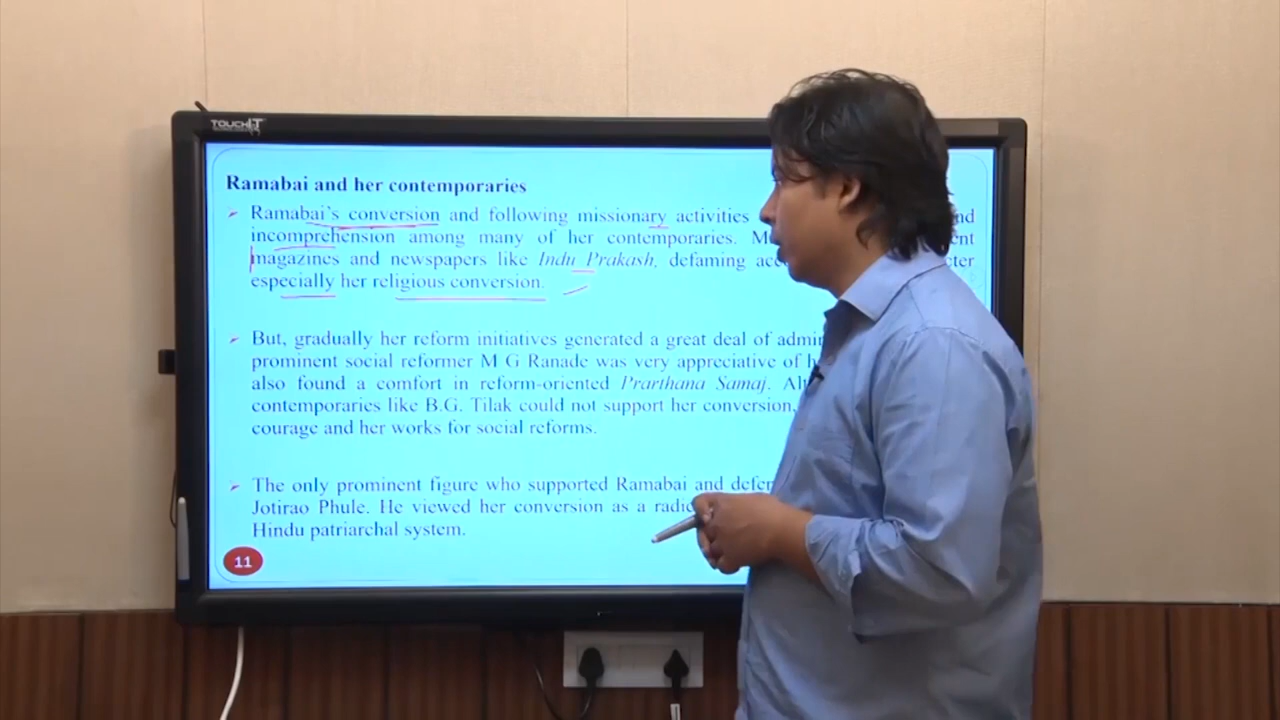 TOUCHIT
Ramabai and her contemporaries
Ramabai's conversion and following missionary activities
incomprehension among many of her contemporaries.
magazines and newspapers like Indu Prakash, defaming
especially her religious conversion.
But, gradually her reform initiatives generated a great deal of
prominent social reformer M G Ranade was very appreciative of
also found a comfort in reform-oriented Prarthana Samaj.
contemporaries like B.G. Tilak could not support her conversion,
courage and her works for social reforms.
The only prominent figure who supported Ramabai and
Jotirao Phule. He viewed her conversion as a
Hindu patriarchal system.
11